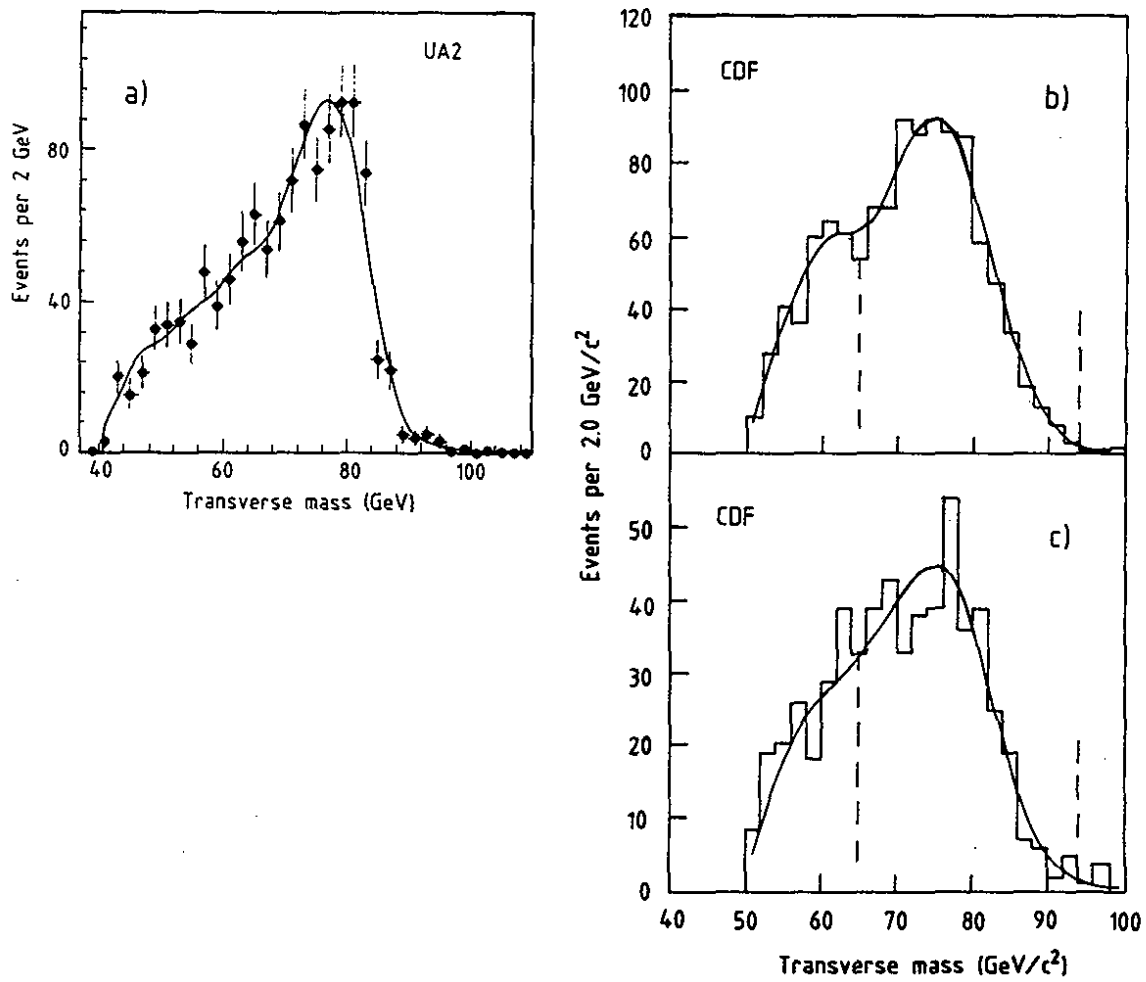 UA2
a)
80
40
0
40 60 80 100
Transverse mass (GeV)
Events per 2 GeV
120
100
80
60
40
20
0
CDF
b)
Events per 2.0 GeV/c²
CDF
c)
50
40
30
20
10
0
40 50 60 70 80 90 100
Transverse mass (GeV/c²)